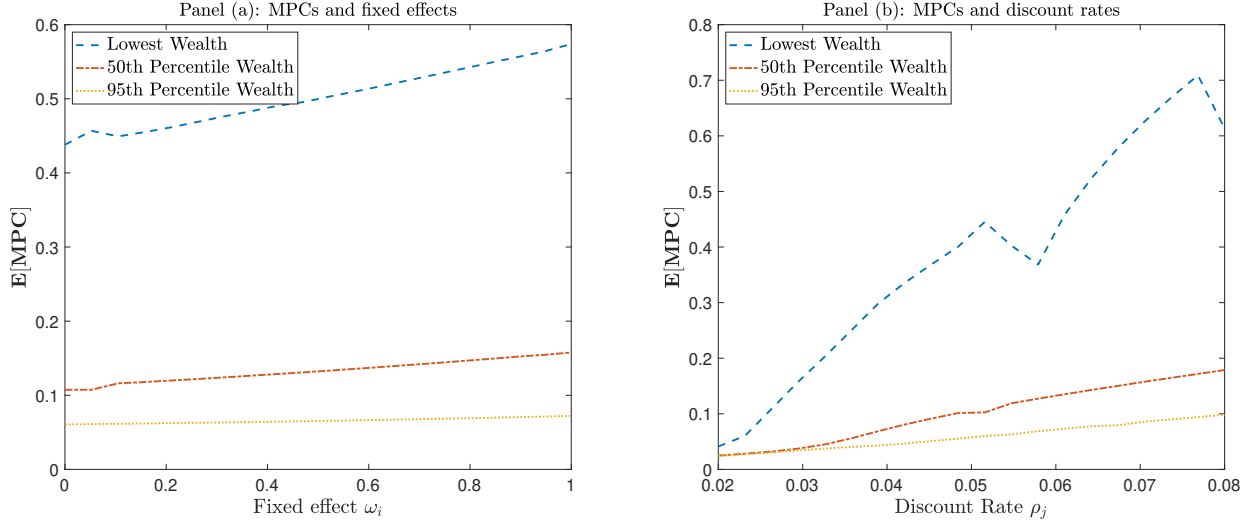 Panel (a): MPCs and fixed effects
0.6
0.5
0.4
0.3
0.2
0.1
0
E[MPC]
Lowest Wealth
50th Percentile Wealth
95th Percentile Wealth
0 0.2 0.4 0.6 0.8 1
Fixed effect ωᵢ
Panel (b): MPCs and discount rates
0.8
0.7
0.6
0.5
0.4
0.3
0.2
0.1
0
E[MPC]
Lowest Wealth
50th Percentile Wealth
95th Percentile Wealth
0.02 0.03 0.04 0.05 0.06 0.07 0.08
Discount Rate ρⱼ